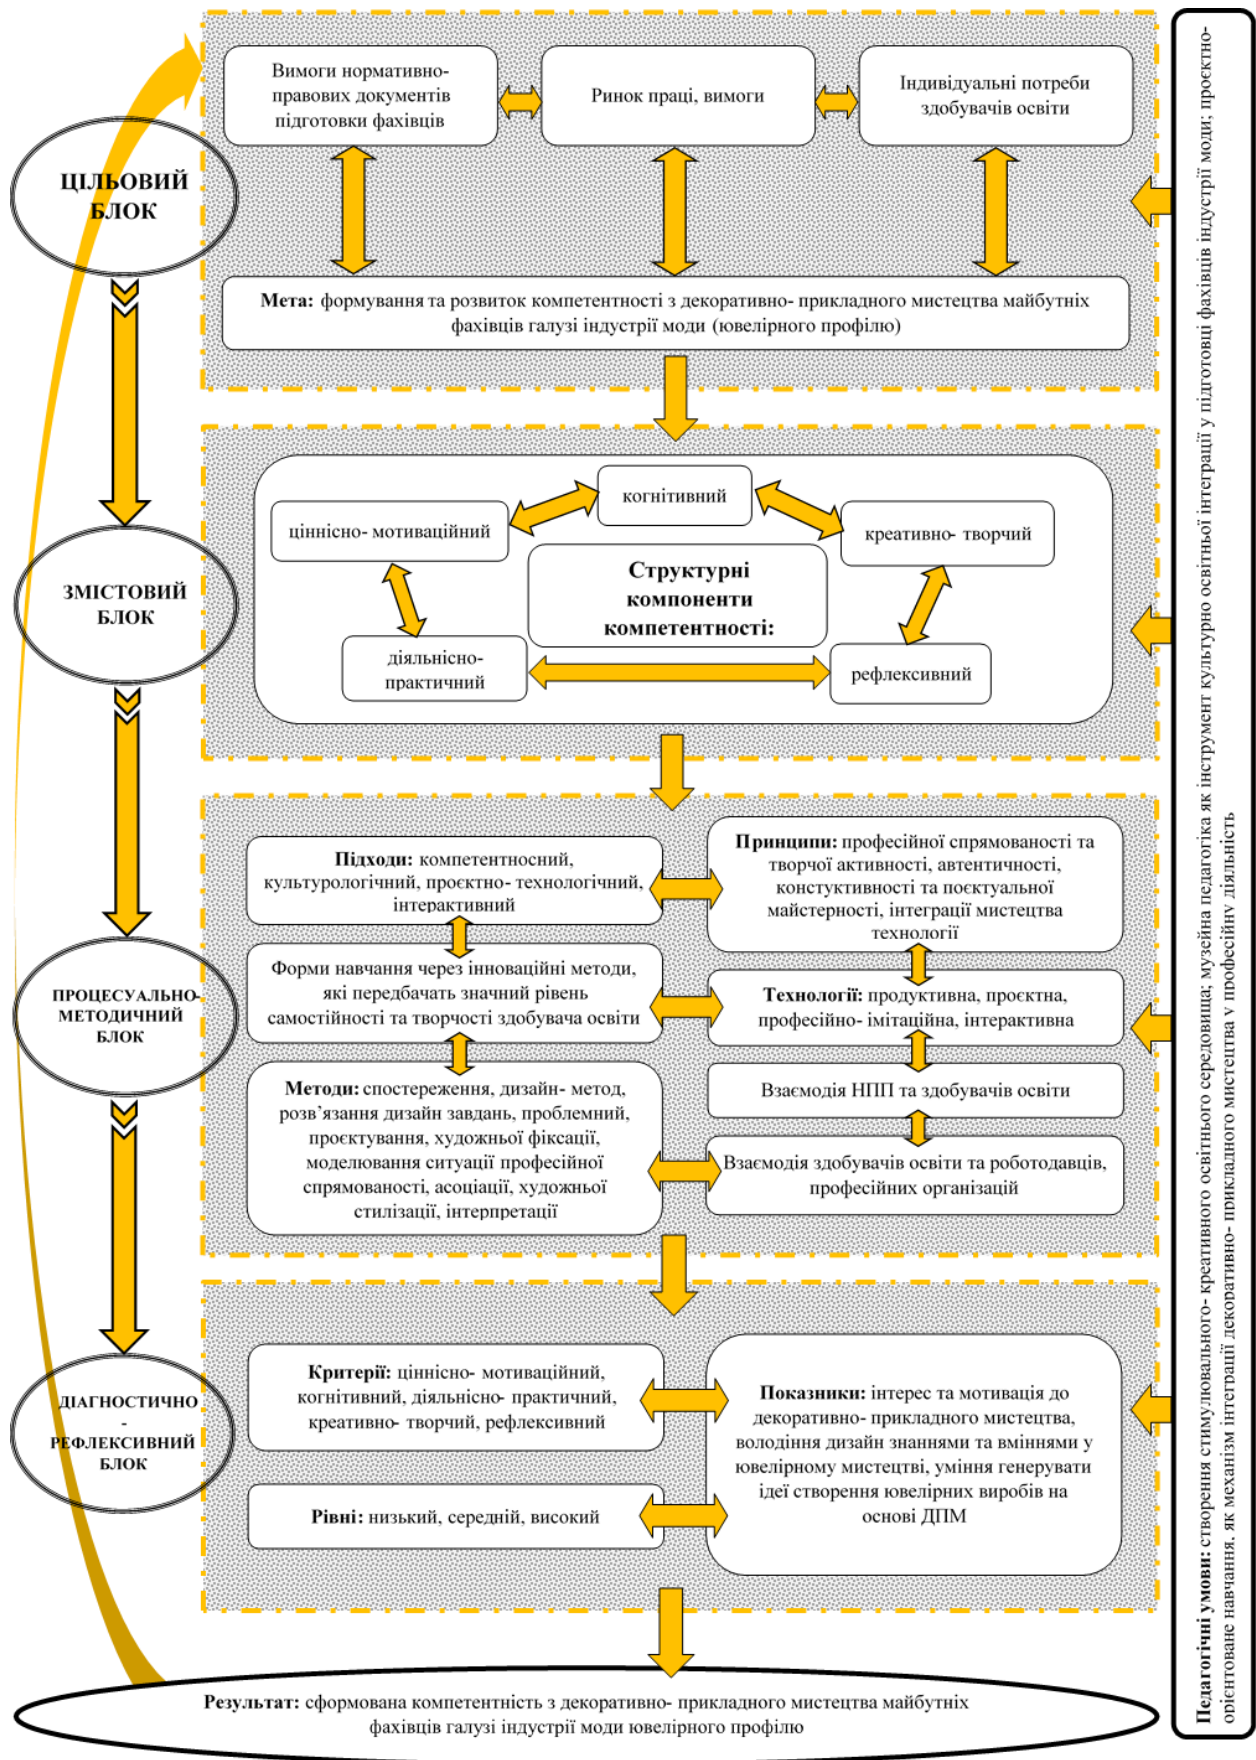 ЦІЛЬОВИЙ
БЛОК
Вимоги нормативно-
правових документів
підготовки фахівців
Ринок праці, вимоги
Індивідуальні потреби
здобувачів освіти
Мета: формування та розвиток компетентності з декоративно- прикладного мистецтва майбутніх
фахівців галузі індустрії моди (ювелірного профілю)
ЗМІСТОВИЙ
БЛОК
когнітивний
ціннісно- мотиваційний
креативно- творчий
Структурні
компоненти
компетентності:
діяльнісно-
практичний
рефлексивний
ПРОЦЕСУАЛЬНО-
МЕТОДИЧНИЙ
БЛОК
Підходи: компетентносний,
культурологічний, проєктно- технологічний,
інтерактивний
Принципи: професійної спрямованості та
творчої активності, автентичності,
констуктивності та поєктуальної
майстерності, інтеграції мистецтва
технології
Форми навчання через інноваційні методи,
які передбачать значний рівень
самостійності та творчості здобувача освіти
Технології: продуктивна, проєктна,
професійно- імітаційна, інтерактивна
Методи: спостереження, дизайн- метод,
розв’язання дизайн завдань, проблемний,
проєктування, художньої фіксації,
моделювання ситуації професійної
спрямованості, асоціації, художньої
стилізації, інтерпретації
Взаємодія НПП та здобувачів освіти
Взаємодія здобувачів освіти та роботодавців,
професійних організацій
ДІАГНОСТИЧНО
-
РЕФЛЕКСИВНИЙ
БЛОК
Критерії: ціннісно- мотиваційний,
когнітивний, діяльнісно- практичний,
креативно- творчий, рефлексивний
Показники: інтерес та мотивація до
декоративно- прикладного мистецтва,
володіння дизайн знаннями та вміннями у
ювелірному мистецтві, уміння генерувати
ідеї створення ювелірних виробів на
основі ДПМ
Рівні: низький, середній, високий
Результат: сформована компетентність з декоративно- прикладного мистецтва майбутніх
фахівців галузі індустрії моди ювелірного профілю
Педагогічні умови: створення стимулювального- креативного освітнього середовища; музейна педагогіка як інструмент культурно освітньої інтеграції у підготовці фахівців індустрії моди; проєктно-
орієнтоване навчання, як механізм інтеграції декоративно- прикладного мистецтва у професійну діяльність